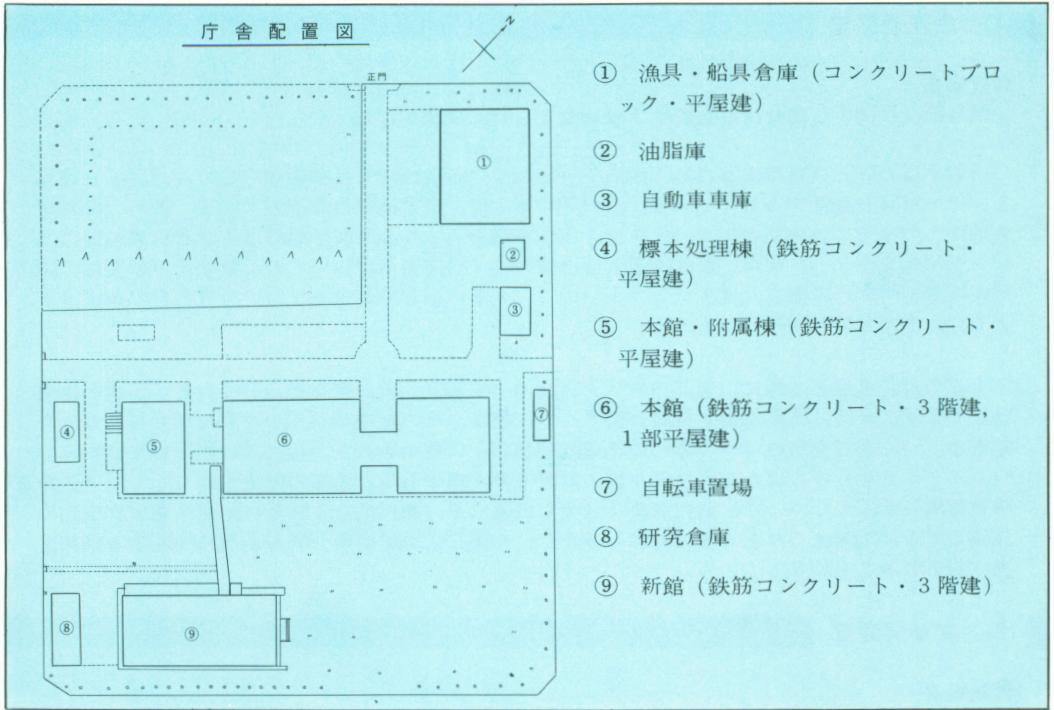 庁舎配置図
N
正門
①
②
③
④
⑤
⑥
⑦
⑧
⑨
① 漁具・船具倉庫(コンクリートブロ
ック・平屋建)
② 油脂庫
③ 自動車車庫
④ 標本処理棟(鉄筋コンクリート・
平屋建)
⑤ 本館・附属棟(鉄筋コンクリート・
平屋建)
⑥ 本館(鉄筋コンクリート・3階建,
1部平屋建)
⑦ 自転車置場
⑧ 研究倉庫
⑨ 新館(鉄筋コンクリート・3階建)